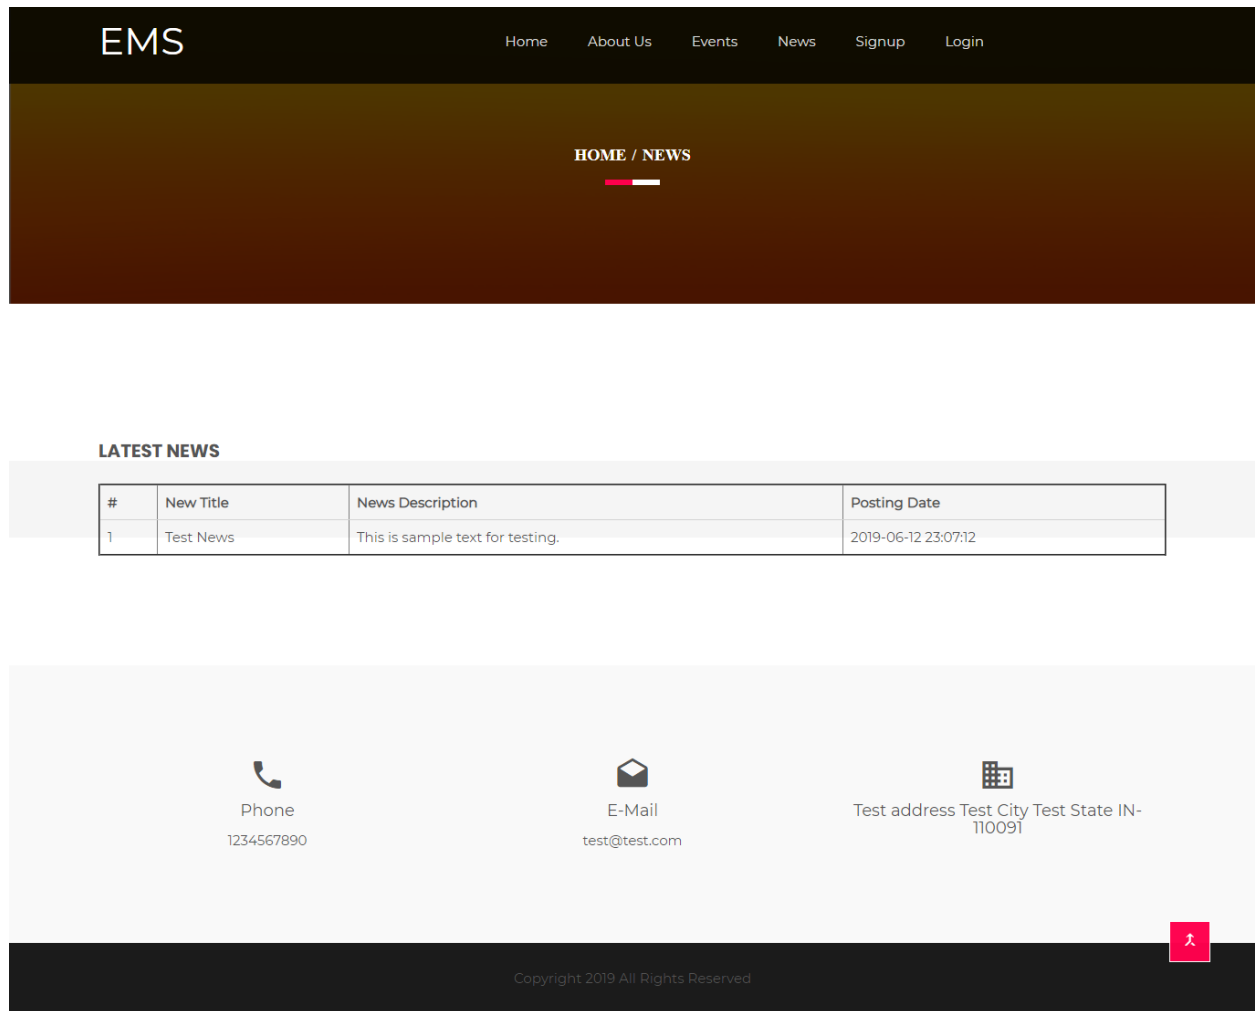 EMS
Home About Us Events News Signup Login
HOME / NEWS
LATEST NEWS
# New Title News Description Posting Date
1 Test News This is sample text for testing. 2019-06-12 23:07:12
Phone
1234567890
E-Mail
test@test.com
Test address Test City Test State IN-
110091
Copyright 2019 All Rights Reserved